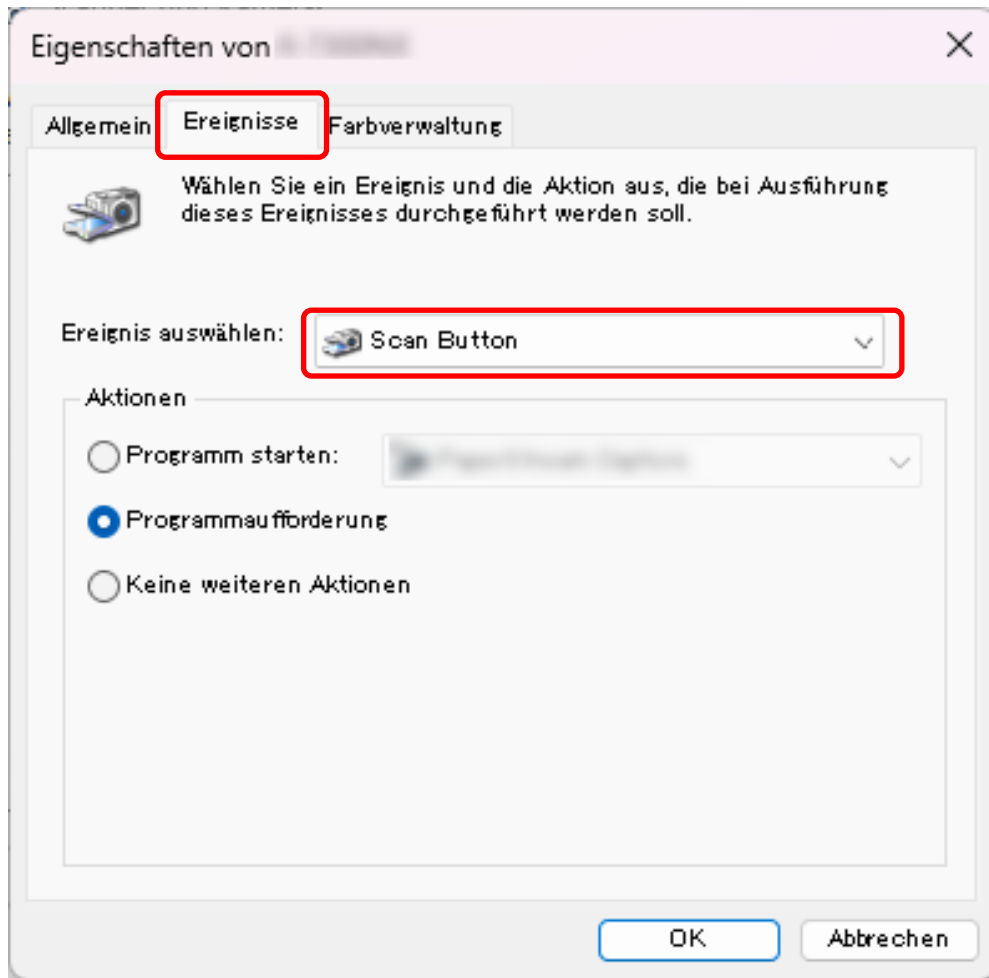 Eigenschaften von
Allgemein
Ereignisse
Farbverwaltung
Wählen Sie ein Ereignis und die Aktion aus, die bei Ausführung
dieses Ereignisses durchgeführt werden soll.
Ereignis auswählen:
Scan Button
Aktionen
Programm starten:
Programmaufforderung
Keine weiteren Aktionen
OK
Abbrechen